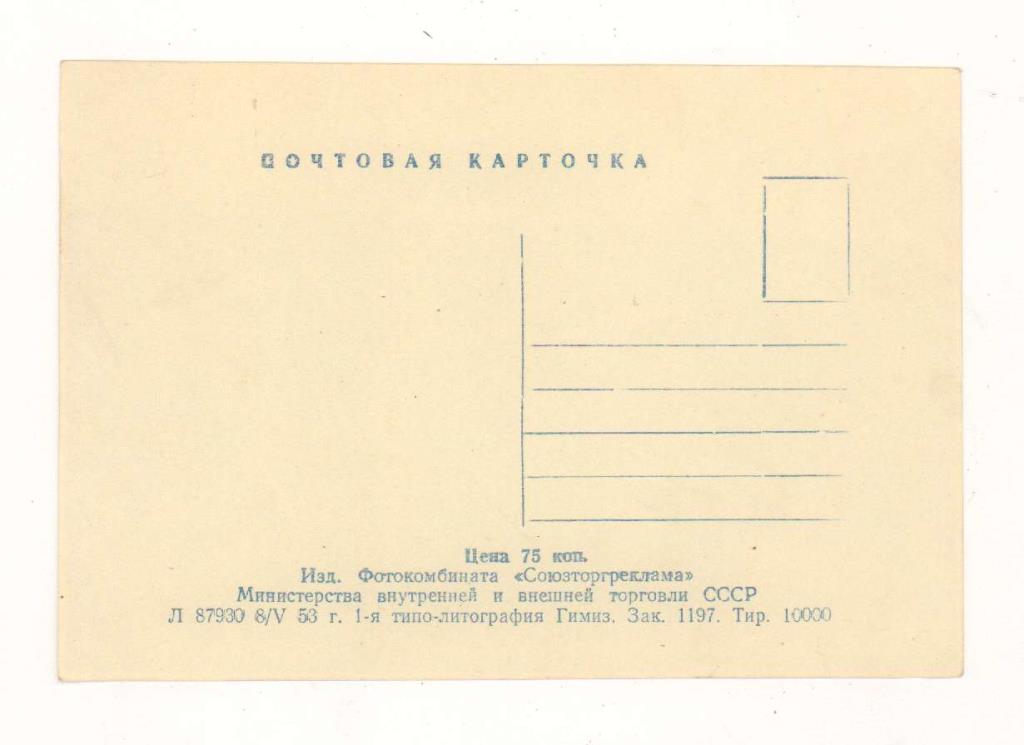 ПОЧТОВАЯ КАРТОЧКА
Цена 75 коп.
Изд. Фотокомбината «Союзторгреклама»
Министерства внутренней и внешней торговли СССР
Л 87930 8/V 53 г. 1-я типо-литография Гимиз. Зак. 1197. Тир. 10000